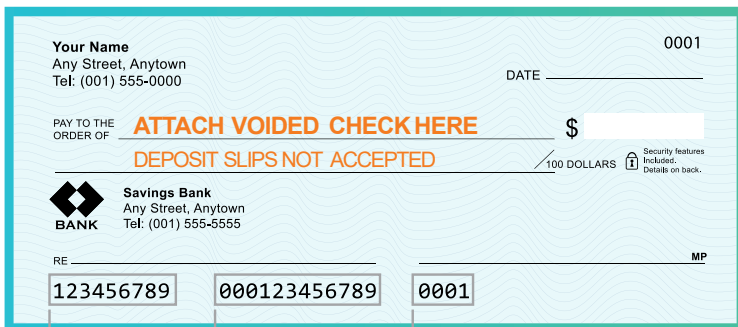 Your Name
0001
Any Street, Anytown
Tel: (001) 555-0000
DATE
PAY TO THE
ORDER OF
ATTACH VOIDED CHECK HERE
$
DEPOSIT SLIPS NOT ACCEPTED
/100 DOLLARS
Security features
Included.
Details on back.
BANK
Savings Bank
Any Street, Anytown
Tel: (001) 555-5555
RE
MP
123456789 000123456789 0001